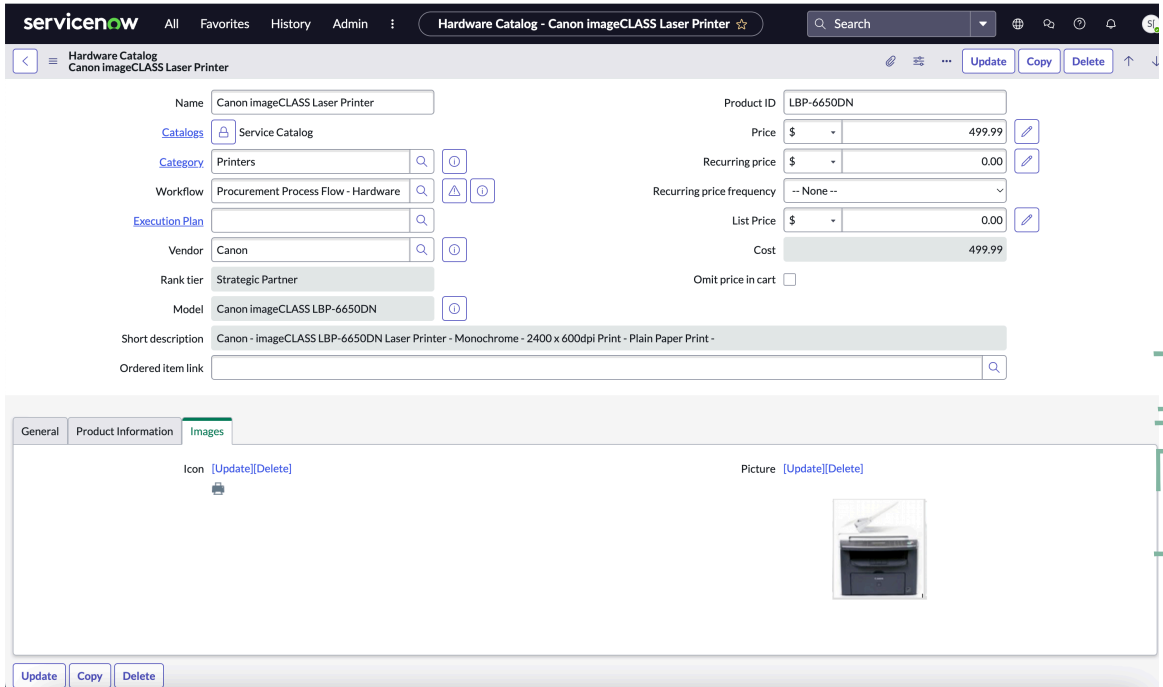 servicenow All Favorites History Admin Hardware Catalog - Canon imageCLASS Laser Printer Search
Hardware Catalog
Canon imageCLASS Laser Printer
Update Copy Delete
Name Canon imageCLASS Laser Printer Product ID LBP-6650DN
Catalogs Service Catalog Price $ 499.99
Category Printers Recurring price $ 0.00
Workflow Procurement Process Flow - Hardware Recurring price frequency -- None --
Execution Plan List Price $ 0.00
Vendor Canon Cost 499.99
Rank tier Strategic Partner Omit price in cart
Model Canon imageCLASS LBP-6650DN
Short description Canon - imageCLASS LBP-6650DN Laser Printer - Monochrome - 2400 x 600dpi Print - Plain Paper Print -
Ordered item link
General Product Information Images
Icon [Update][Delete] Picture [Update][Delete]
Update Copy Delete